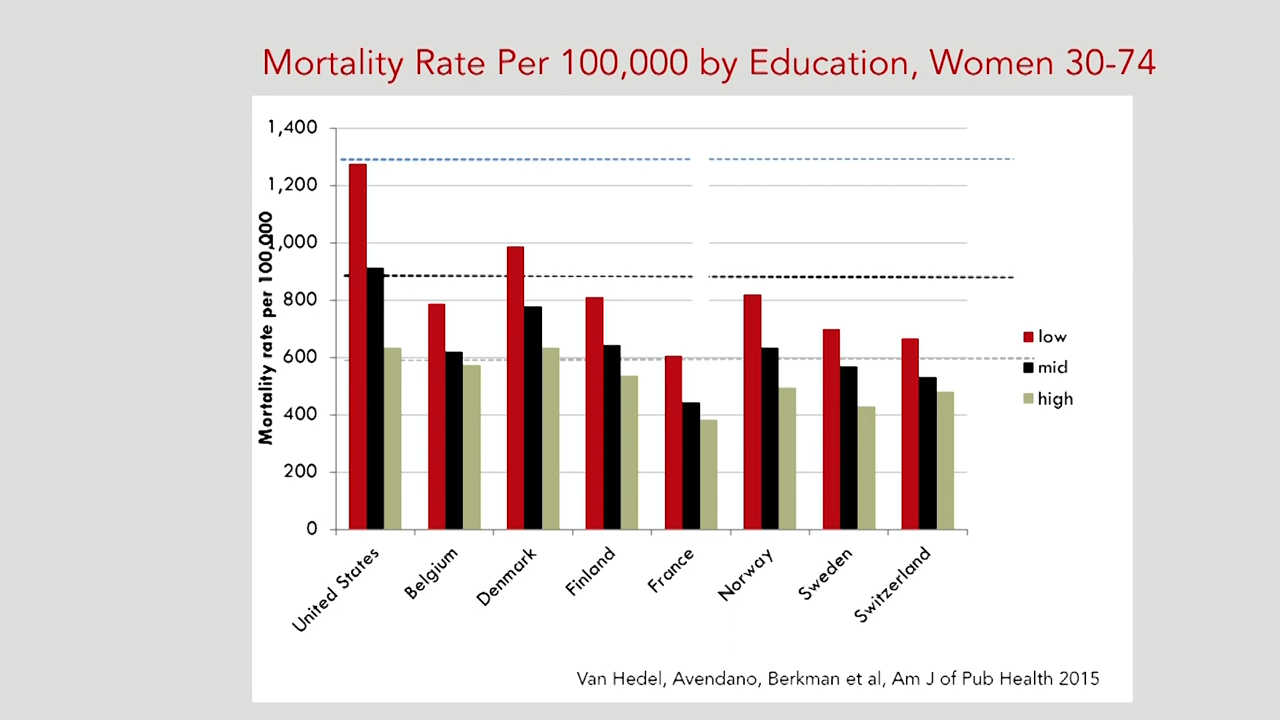 Mortality Rate Per 100,000 by Education, Women 30-74
Mortality rate per 100,000
1,400
1,200
1,000
800
600
400
200
0
United States
Belgium
Denmark
Finland
France
Norway
Sweden
Switzerland
low
mid
high
Van Hedel, Avendano, Berkman et al, Am J of Pub Health 2015